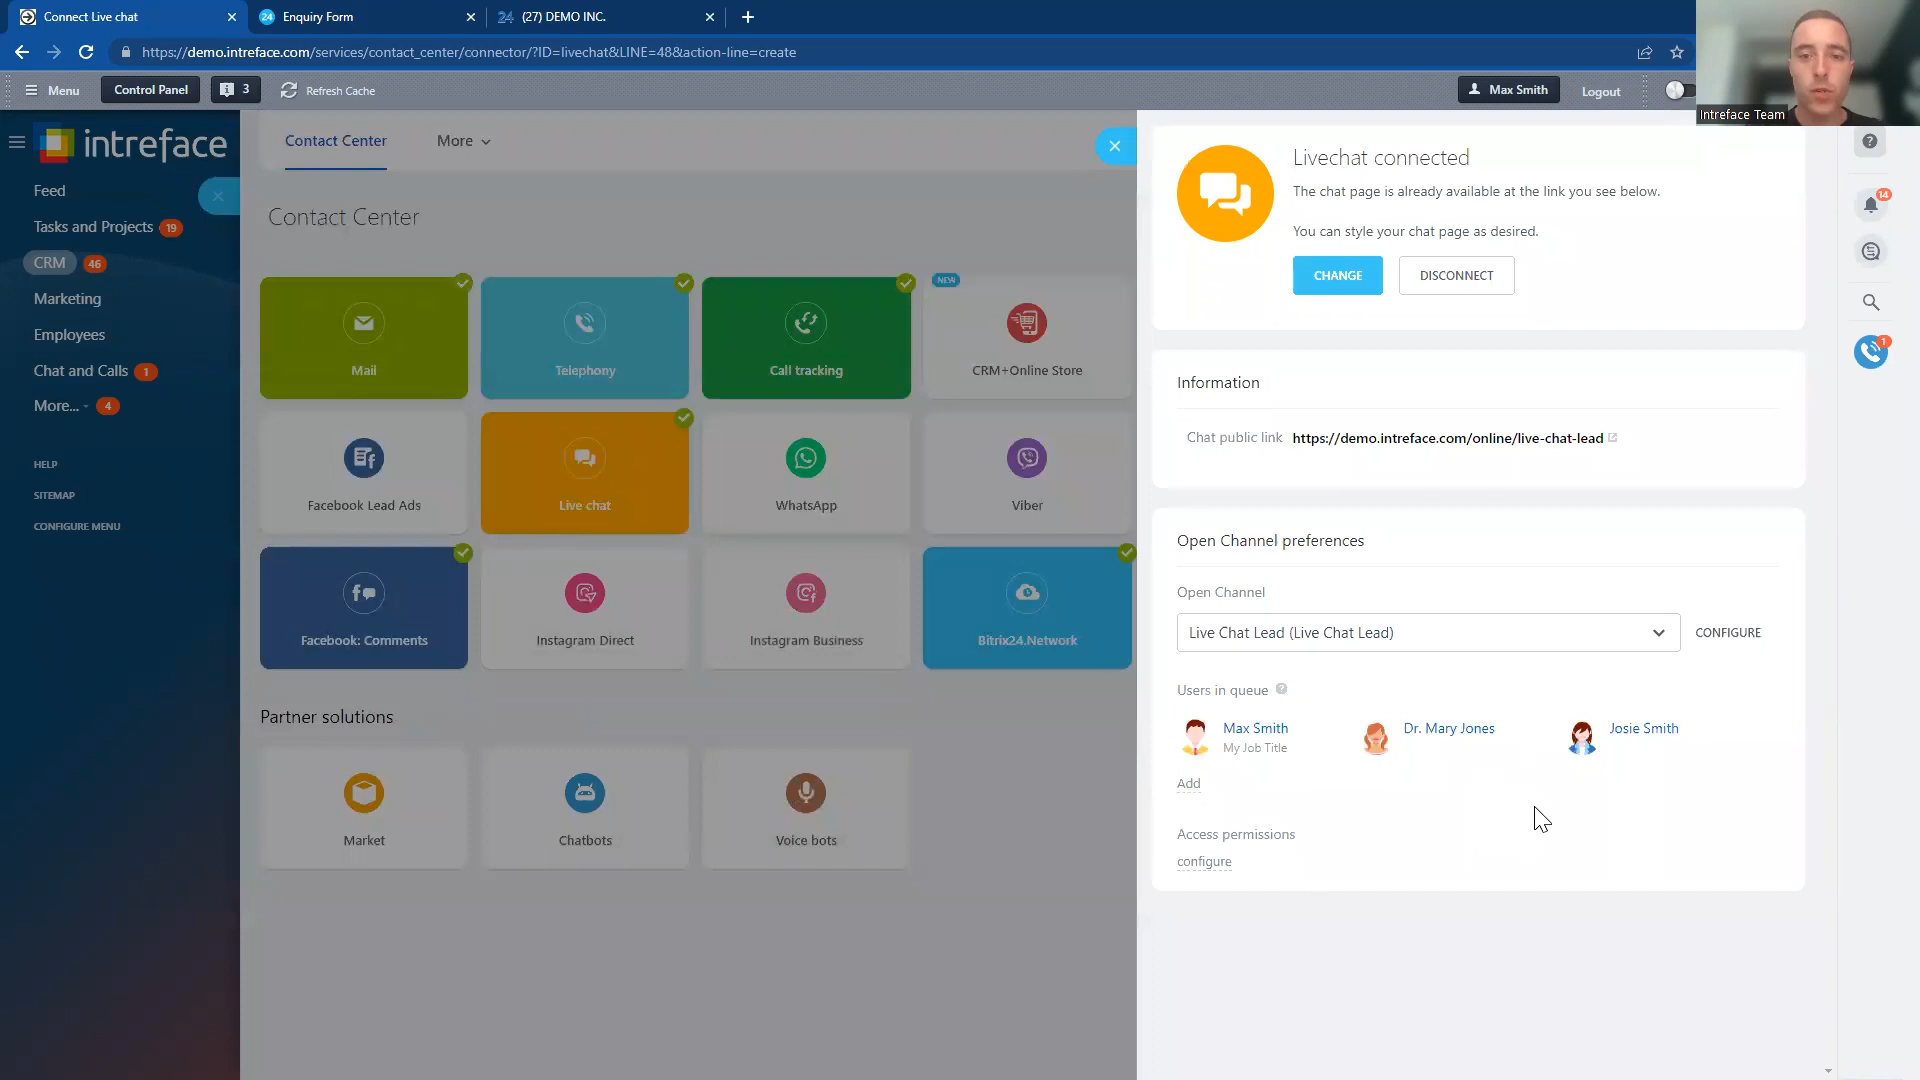 Connect Live chat
24 Enquiry Form
24 (27) DEMO INC.
https://demo.intreface.com/services/contact_center/connector/?ID=livechat&LINE=48&action-line=create
Menu
Control Panel
3
Refresh Cache
Max Smith
Logout
Intreface Team
intreface
Feed
Tasks and Projects 19
CRM 46
Marketing
Employees
Chat and Calls 1
More... 4
HELP
SITEMAP
CONFIGURE MENU
Contact Center
More
Contact Center
Mail
Telephony
Call tracking
NEW
CRM+Online Store
Facebook Lead Ads
Live chat
WhatsApp
Viber
Facebook: Comments
Instagram Direct
Instagram Business
Bitrix24.Network
Partner solutions
Market
Chatbots
Voice bots
Livechat connected
The chat page is already available at the link you see below.
You can style your chat page as desired.
CHANGE
DISCONNECT
Information
Chat public link https://demo.intreface.com/online/live-chat-lead
Open Channel preferences
Open Channel
Live Chat Lead (Live Chat Lead)
CONFIGURE
Users in queue ?
Max Smith
My Job Title
Dr. Mary Jones
Josie Smith
Add
Access permissions
configure
?
14
1